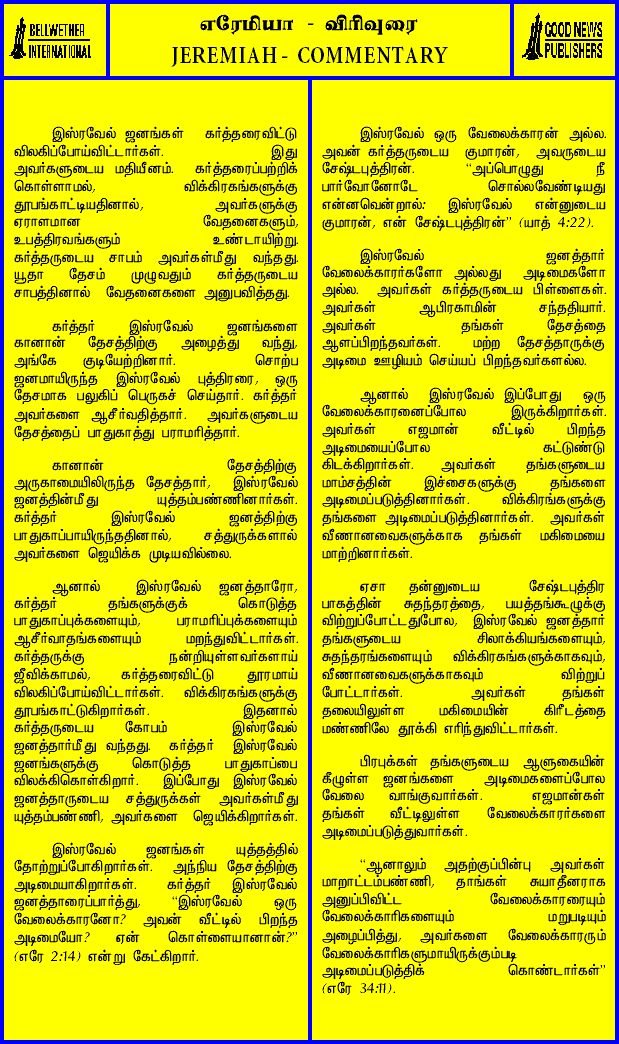 BELLWETHER
INTERNATIONAL
எரேமியா - விரிவுரை
JEREMIAH - COMMENTARY
GOOD NEWS
PUBLISHERS
இஸ்ரவேல் ஜனங்கள் கர்த்தரைவிட்டு
விலகிப்போய்விட்டார்கள். இது
அவர்களுடைய மதியீனம். கர்த்தரைப்பற்றிக்
கொள்ளாமல், விக்கிரகங்களுக்கு
தூபங்காட்டியதினால், அவர்களுக்கு
ஏராளமான வேதனைகளும்,
உபத்திரவங்களும் உண்டாயிற்று.
கர்த்தருடைய சாபம் அவர்கள்மீது வந்தது.
யூதா தேசம் முழுவதும் கர்த்தருடைய
சாபத்தினால் வேதனைகளை அனுபவித்தது.
கர்த்தர் இஸ்ரவேல் ஜனங்களை
கானான் தேசத்திற்கு அழைத்து வந்து,
அங்கே குடியேற்றினார். சொற்ப
ஜனமாயிருந்த இஸ்ரவேல் புத்திரரை, ஒரு
தேசமாக பலுகிப் பெருகச் செய்தார். கர்த்தர்
அவர்களை ஆசீர்வதித்தார். அவர்களுடைய
தேசத்தைப் பாதுகாத்து பராமரித்தார்.
கானான் தேசத்திற்கு
அருகாமையிலிருந்த தேசத்தார், இஸ்ரவேல்
ஜனத்தின்மீது யுத்தம்பண்ணினார்கள்.
கர்த்தர் இஸ்ரவேல் ஜனத்திற்கு
பாதுகாப்பாயிருந்ததினால், சத்துருக்களால்
அவர்களை ஜெயிக்க முடியவில்லை.
ஆனால் இஸ்ரவேல் ஜனத்தாரோ,
கர்த்தர் தங்களுக்குக் கொடுத்த
பாதுகாப்புக்களையும், பராமரிப்புக்களையும்
ஆசீர்வாதங்களையும் மறந்துவிட்டார்கள்.
கர்த்தருக்கு நன்றியுள்ளவர்களாய்
ஜீவிக்காமல், கர்த்தரைவிட்டு தூரமாய்
விலகிப்போய்விட்டார்கள். விக்கிரகங்களுக்கு
தூபங்காட்டுகிறார்கள். இதனால்
கர்த்தருடைய கோபம் இஸ்ரவேல்
ஜனத்தார்மீது வந்தது. கர்த்தர் இஸ்ரவேல்
ஜனங்களுக்கு கொடுத்த பாதுகாப்பை
விலக்கிகொள்கிறார். இப்போது இஸ்ரவேல்
ஜனத்தாருடைய சத்துருக்கள் அவர்கள்மீது
யுத்தம்பண்ணி, அவர்களை ஜெயிக்கிறார்கள்.
இஸ்ரவேல் ஜனங்கள் யுத்தத்தில்
தோற்றுப்போகிறார்கள். அந்நிய தேசத்திற்கு
அடிமையாகிறார்கள். கர்த்தர் இஸ்ரவேல்
ஜனத்தாரைப்பார்த்து, “இஸ்ரவேல் ஒரு
வேலைக்காரனோ? அவன் வீட்டில் பிறந்த
அடிமையோ? ஏன் கொள்ளையானான்?”
(எரே 2:14) என்று கேட்கிறார்.
இஸ்ரவேல் ஒரு வேலைக்காரன் அல்ல.
அவன் கர்த்தருடைய குமாரன், அவருடைய
சேஷ்டபுத்திரன். “அப்பொழுது நீ
பார்வோனோடே சொல்லவேண்டியது
என்னவென்றால்: இஸ்ரவேல் என்னுடைய
குமாரன், என் சேஷ்டபுத்திரன்” (யாத் 4:22).
இஸ்ரவேல் ஜனத்தார்
வேலைக்காரர்களோ அல்லது அடிமைகளோ
அல்ல. அவர்கள் கர்த்தருடைய பிள்ளைகள்.
அவர்கள் ஆபிரகாமின் சந்ததியார்.
அவர்கள் தங்கள் தேசத்தை
ஆளப்பிறந்தவர்கள். மற்ற தேசத்தாருக்கு
அடிமை ஊழியம் செய்யப் பிறந்தவர்களல்ல.
ஆனால் இஸ்ரவேல் இப்போது ஒரு
வேலைக்காரனைப்போல இருக்கிறார்கள்.
அவர்கள் எஜமான் வீட்டில் பிறந்த
அடிமையைப்போல கட்டுண்டு
கிடக்கிறார்கள். அவர்கள் தங்களுடைய
மாம்சத்தின் இச்சைகளுக்கு தங்களை
அடிமைப்படுத்தினார்கள். விக்கிரங்களுக்கு
தங்களை அடிமைப்படுத்தினார்கள். அவர்கள்
வீணானவைகளுக்காக தங்கள் மகிமையை
மாற்றினார்கள்.
ஏசா தன்னுடைய சேஷ்டபுத்திர
பாகத்தின் சுதந்தரத்தை, பயத்தங்கூழுக்கு
விற்றுப்போட்டதுபோல, இஸ்ரவேல் ஜனத்தார்
தங்களுடைய சிலாக்கியங்களையும்,
சுதந்தரங்களையும் விக்கிரகங்களுக்காகவும்,
வீணானவைகளுக்காகவும் விற்றுப்
போட்டார்கள். அவர்கள் தங்கள்
தலையிலுள்ள மகிமையின் கிரீடத்தை
மண்ணிலே தூக்கி எரிந்துவிட்டார்கள்.
பிரபுக்கள் தங்களுடைய ஆளுகையின்
கீழுள்ள ஜனங்களை அடிமைகளைப்போல
வேலை வாங்குவார்கள். எஜமான்கள்
தங்கள் வீட்டிலுள்ள வேலைக்காரர்களை
அடிமைப்படுத்துவார்கள்.
“ஆனாலும் அதற்குப்பின்பு அவர்கள்
மாறாட்டம்பண்ணி, தாங்கள் சுயாதீனராக
அனுப்பிவிட்ட வேலைக்காரரையும்
வேலைக்காரிகளையும் மறுபடியும்
அழைப்பித்து, அவர்களை வேலைக்காரரும்
வேலைக்காரிகளுமாயிருக்கும்படி
அடிமைப்படுத்திக் கொண்டார்கள்”
(எரே 34:11).